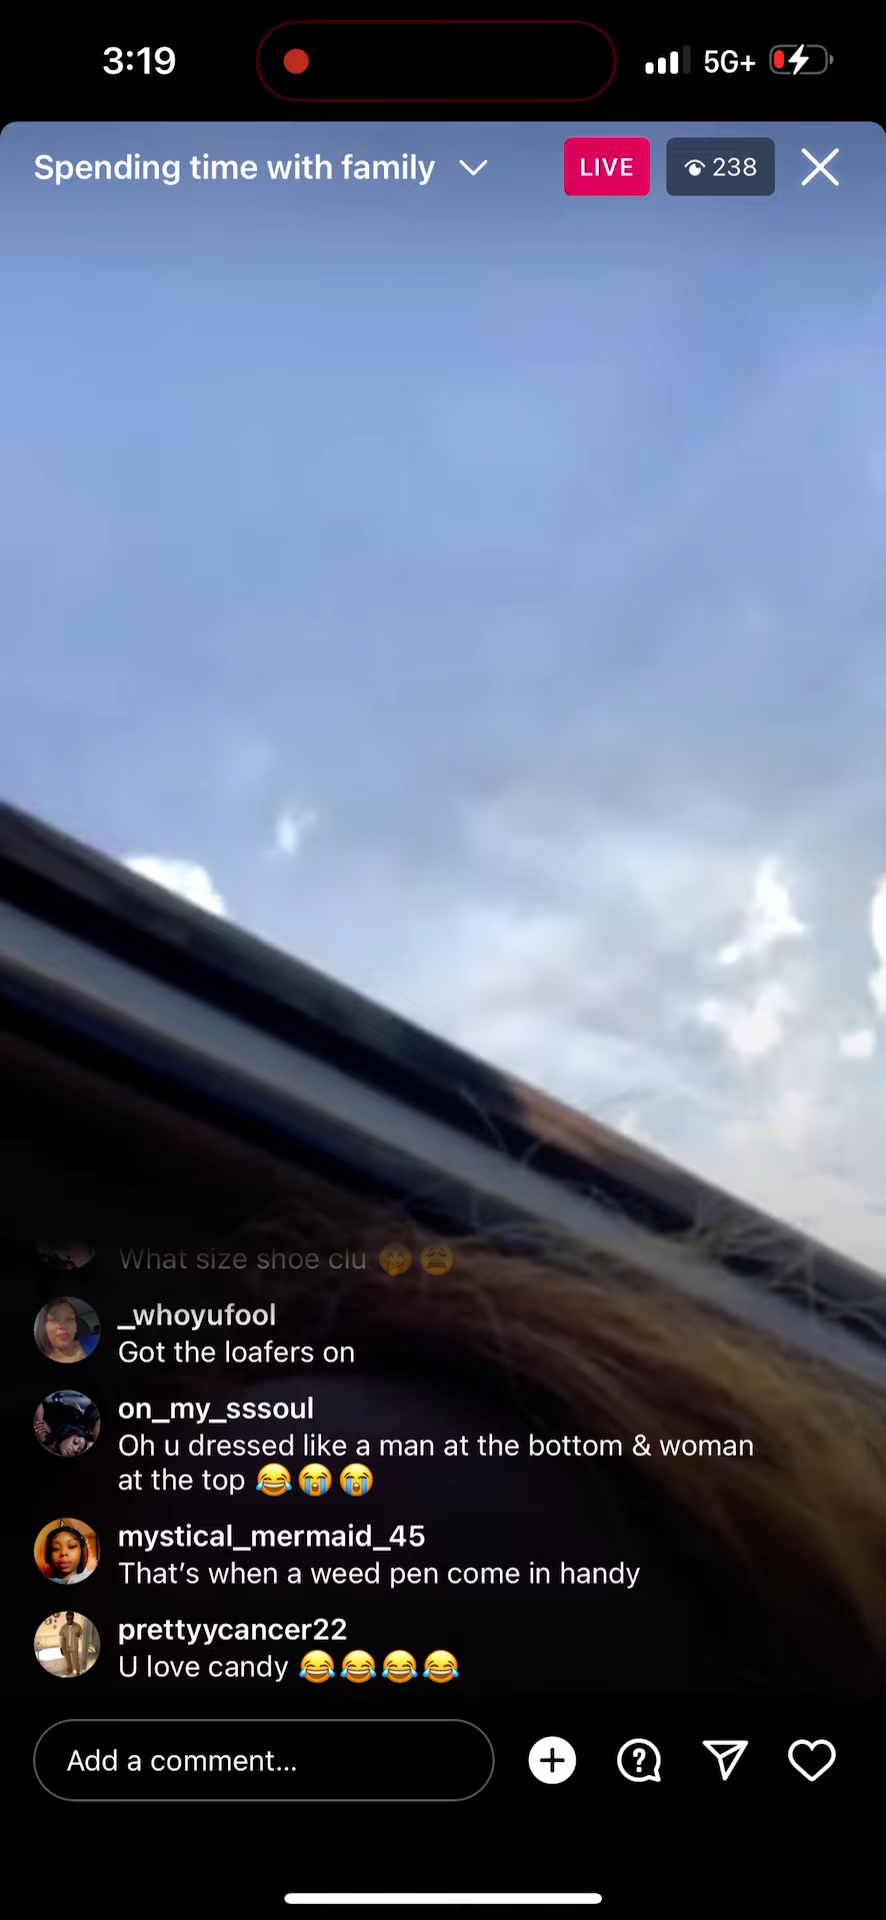 3:19
5G+
Spending time with family
LIVE
238
What size shoe clu 🤭😩
_whoyufool
Got the loafers on
on_my_sssoul
Oh u dressed like a man at the bottom & woman
at the top 😂😭😭
mystical_mermaid_45
That’s when a weed pen come in handy
prettyycancer22
U love candy 😂😂😂😂
Add a comment...